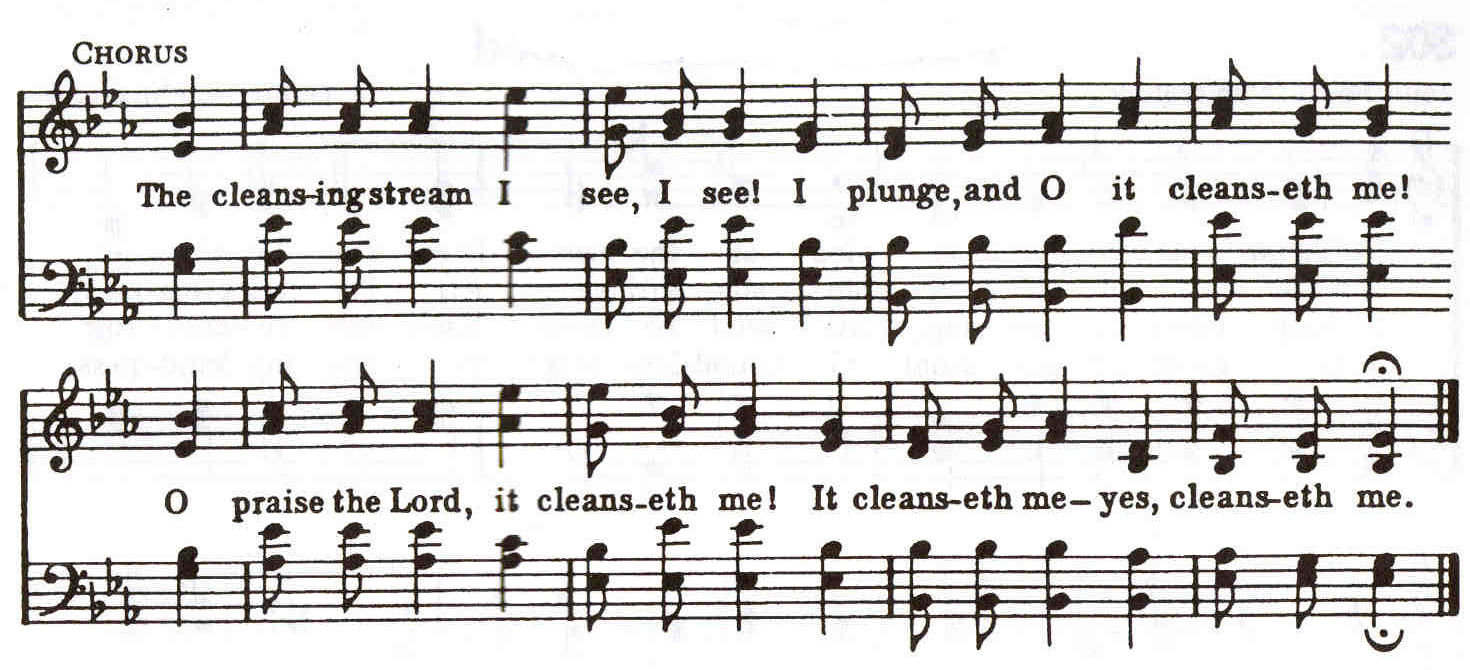 CHORUS
The cleans-ing stream I see, I see! I plunge, and O it cleans-eth me!
O praise the Lord, it cleans-eth me! It cleans-eth me—yes, cleans-eth me.